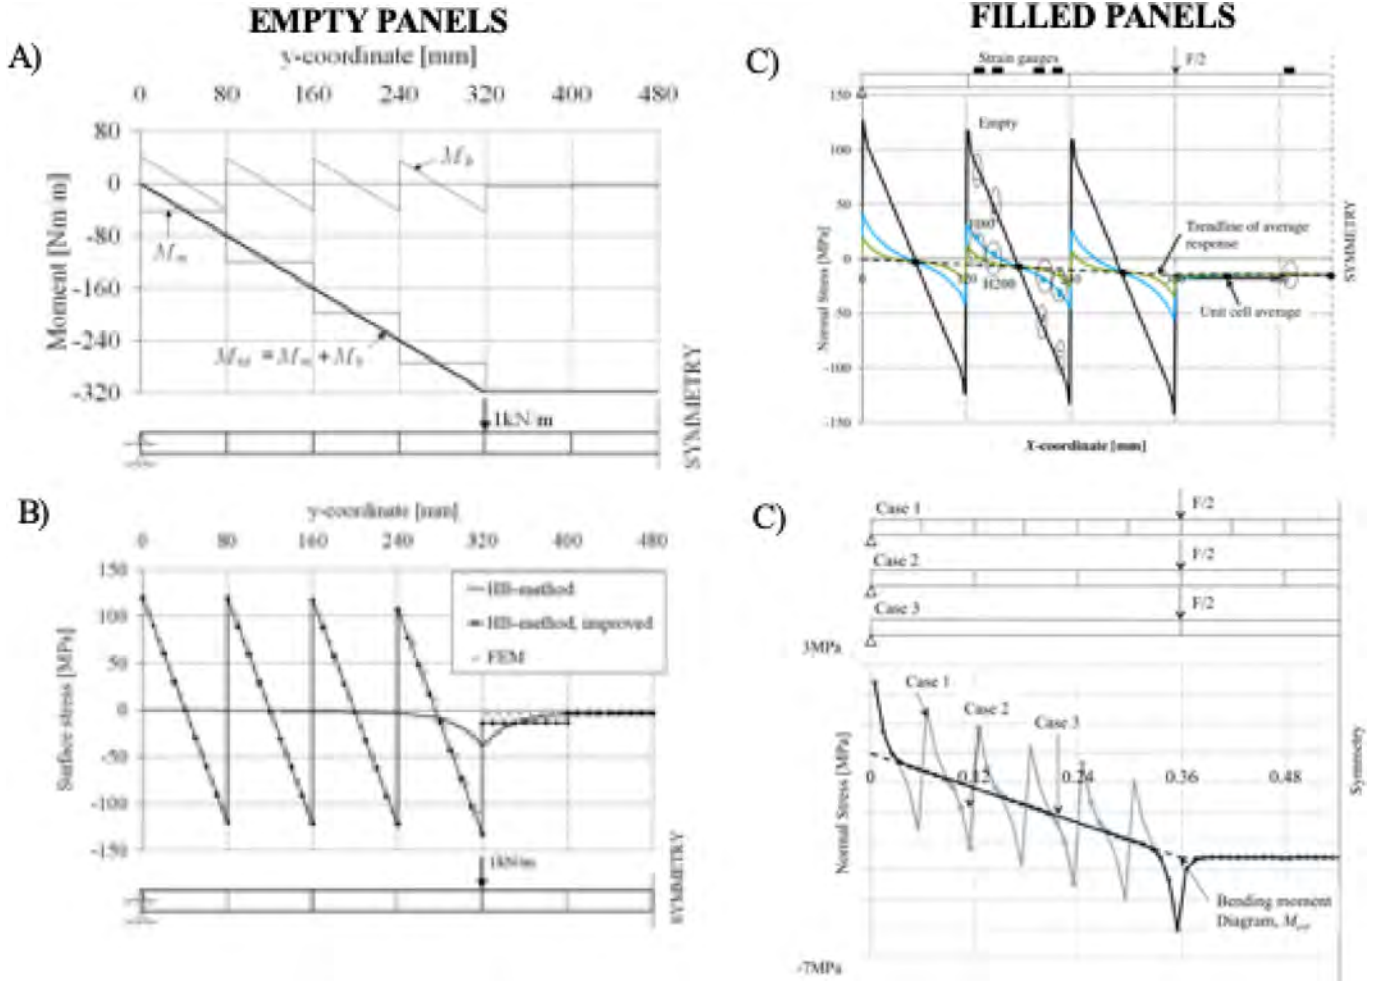 EMPTY PANELS
A)
y-coordinate [mm]
0 80 160 240 320 400 480
80
0
-80
-160
-240
-320
Moment [Nm/m]
M_b
M_m
= M_m + M_b
1kN/m
SYMMETRY
B)
y-coordinate [mm]
0 80 160 240 320 400 480
150
100
50
0
-50
-100
-150
Surface stress [MPa]
HB-method
HB-method, improved
FEM
1kN/m
SYMMETRY
FILLED PANELS
C)
Strain gauges
F/2
150
100
50
0
-50
-100
-150
Normal Stress [MPa]
Empty
H80
H200
0
Trendline of average
response
Unit cell average
X-coordinate [mm]
SYMMETRY
C)
Case 1
F/2
Case 2
F/2
Case 3
F/2
3MPa
Normal Stress [MPa]
Case 1
Case 2
Case 3
0 0.12 0.24 0.36 0.48
Bending moment
Diagram,
-7MPa
Symmetry